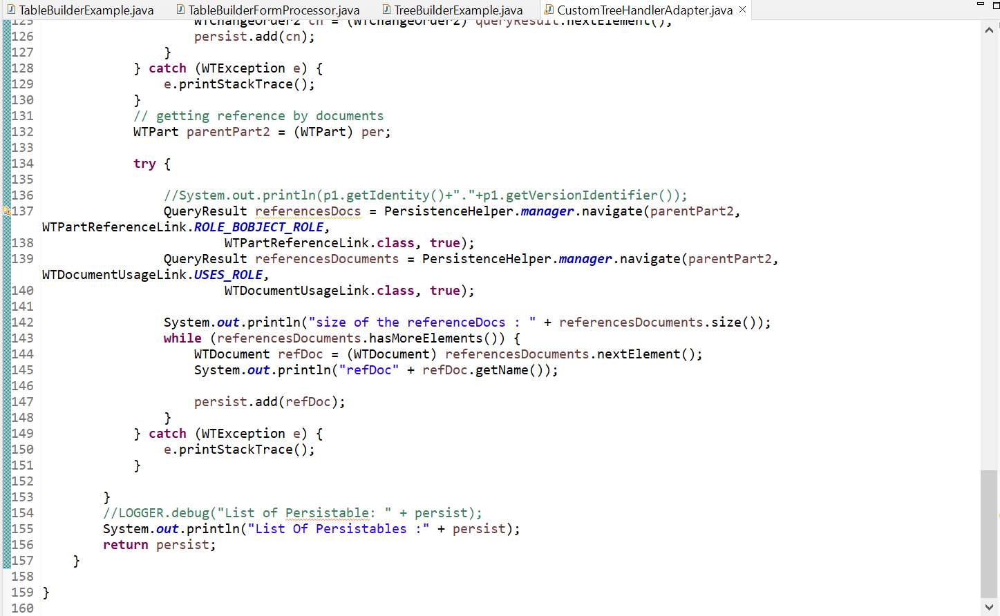 TableBuilderExample.java TableBuilderFormProcessor.java TreeBuilderExample.java CustomTreeHandlerAdapter.java
125 WTChangeOrder2 cn = (WTChangeOrder2) queryResult.nextElement();
126 persist.add(cn);
127 }
128 } catch (WTException e) {
129 e.printStackTrace();
130 }
131 // getting reference by documents
132 WTPart parentPart2 = (WTPart) per;
133
134 try {
135
136 //System.out.println(p1.getIdentity()+"."+p1.getVersionIdentifier());
137 QueryResult referencesDocs = PersistenceHelper.manager.navigate(parentPart2,
WTPartReferenceLink.ROLE_BOBJECT_ROLE,
138 WTPartReferenceLink.class, true);
139 QueryResult referencesDocuments = PersistenceHelper.manager.navigate(parentPart2,
WTDocumentUsageLink.USES_ROLE,
140 WTDocumentUsageLink.class, true);
141
142 System.out.println("size of the referenceDocs : " + referencesDocuments.size());
143 while (referencesDocuments.hasMoreElements()) {
144 WTDocument refDoc = (WTDocument) referencesDocuments.nextElement();
145 System.out.println("refDoc" + refDoc.getName());
146
147 persist.add(refDoc);
148 }
149 } catch (WTException e) {
150 e.printStackTrace();
151 }
152
153 }
154 //LOGGER.debug("List of Persistable: " + persist);
155 System.out.println("List Of Persistables :" + persist);
156 return persist;
157 }
158
159 }
160